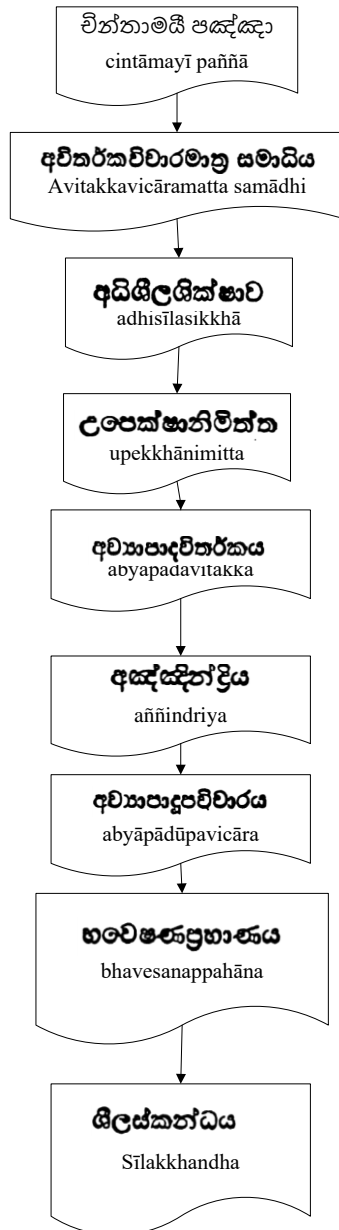 චින්තාමයී පඤ්ඤා
cintāmayī paññā
අවිතර්කවිචාරමාත්‍ර සමාධිය
Avitakkavicāramatta samādhi
අධිශීලශික්ෂාව
adhisīlasikkhā
උපෙක්ෂානිමිත්ත
upekkhānimitta
අව්‍යාපාදවිතර්කය
abyāpadavitakka
අඤ්ඤින්ද්‍රිය
aññindriya
අව්‍යාපාදූපවිචාරය
abyāpādūpavicāra
භවෙෂණප්‍රහාණය
bhavesanappahāna
ශීලස්කන්ධය
Sīlakkhandha